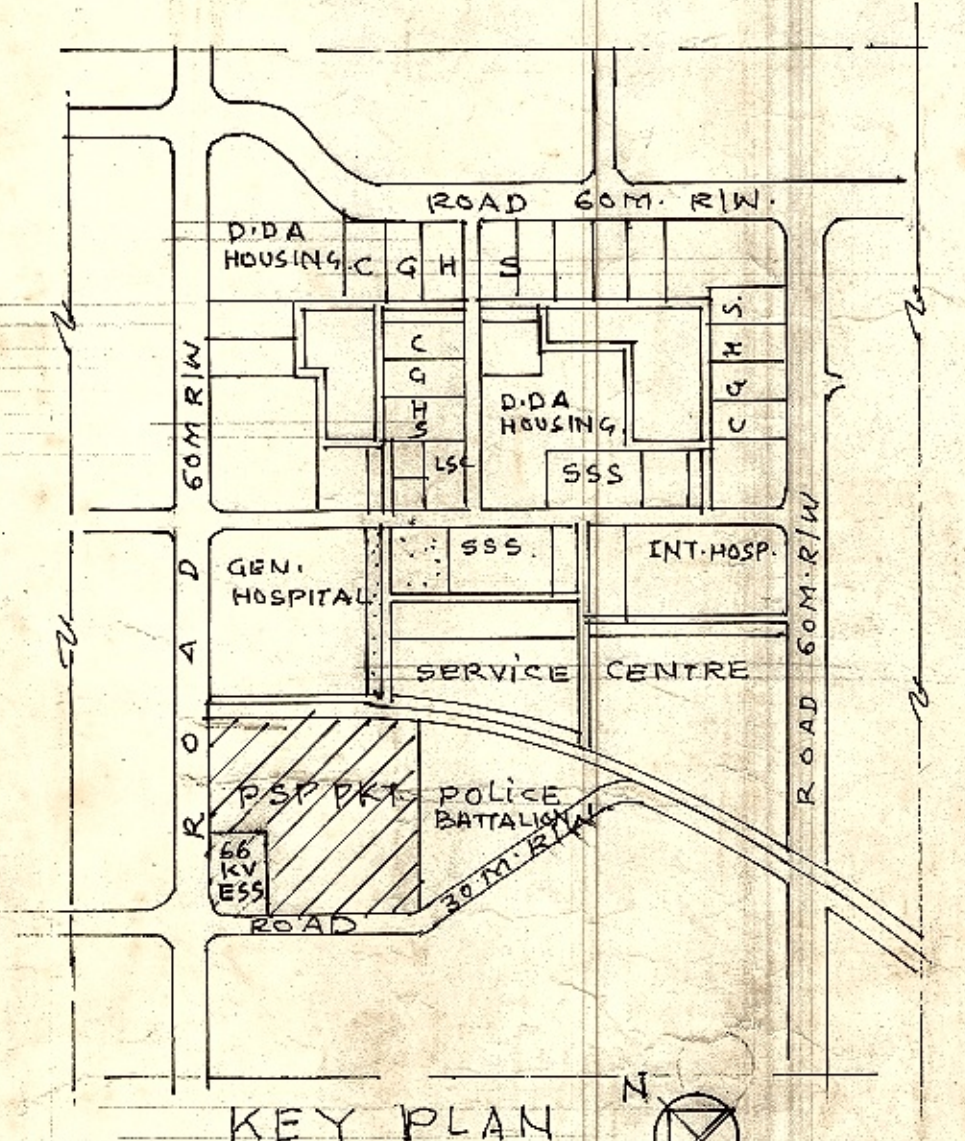 ROAD 60M. R/W.
D.D A
HOUSING.
C G H S
S.
H
G
C
C
G
H
S
60M R/W
D.D A
HOUSING.
LSC
SSS
ROAD
GEN.
HOSPITAL
SSS.
INT.HOSP.
ROAD 60M.R/W
SERVICE CENTRE
PSP PKT.
POLICE
BATTALION
66
KV
ESS
30 M. R/W
ROAD
N
KEY PLAN